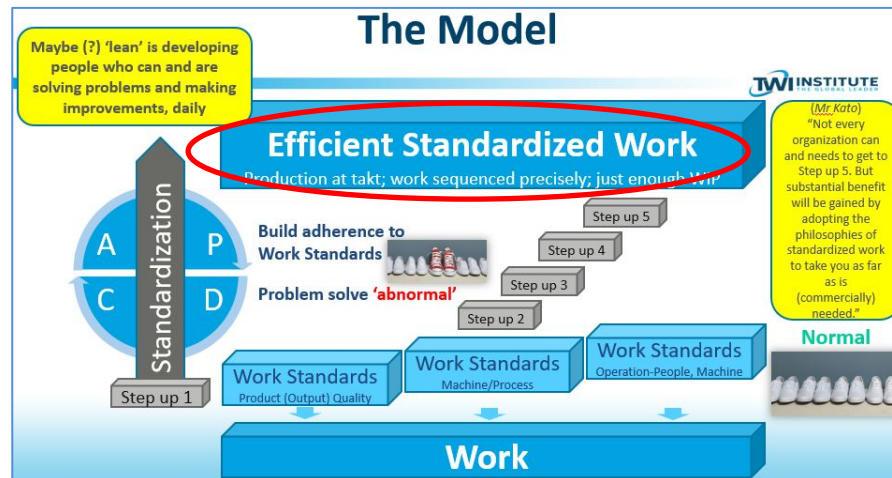 The Model
Maybe (?) ‘lean’ is developing
people who can and are
solving problems and making
improvements, daily
TWI INSTITUTE
THE GLOBAL LEADER
Efficient Standardized Work
Production at takt; work sequenced precisely; just enough WIP
(Mr Kato)
“Not every
organization can
and needs to get to
Step up 5. But
substantial benefit
will be gained by
adopting the
philosophies of
standardized work
to take you as far
as is
(commercially)
needed.”
Standardization
A
P
C
D
Build adherence to
Work Standards
Problem solve ‘abnormal’
Step up 5
Step up 4
Step up 3
Step up 2
Step up 1
Normal
Work Standards
Product (Output) Quality
Work Standards
Machine/Process
Work Standards
Operation-People, Machine
Work